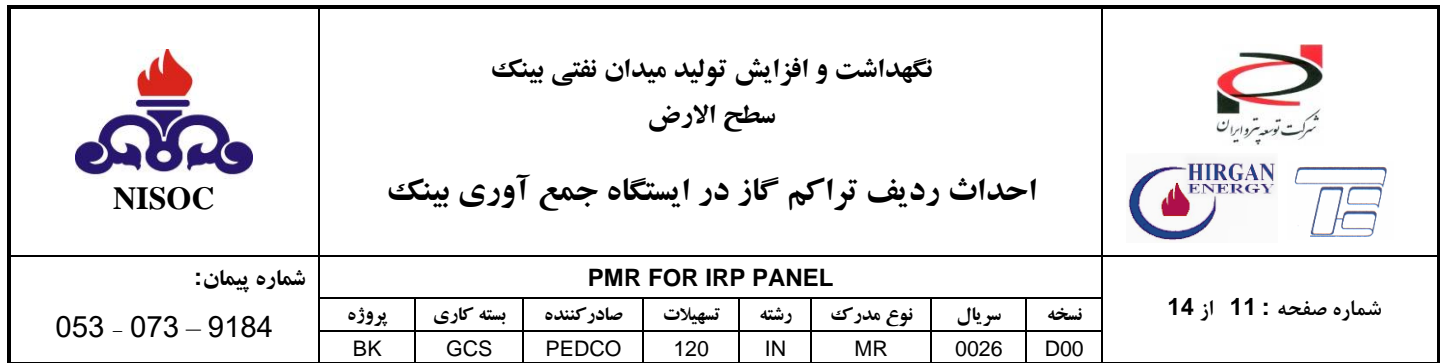 نگهداشت و افزایش تولید میدان نفتی بینک
سطح الارض
احداث ردیف تراکم گاز در ایستگاه جمع آوری بینک
NISOC
شرکت توسعه پترو ایران
HIRGAN
ENERGY
شماره پیمان:
053 - 073 – 9184
PMR FOR IRP PANEL
پروژه بسته کاری صادرکننده تسهیلات رشته نوع مدرک سریال نسخه
BK GCS PEDCO 120 IN MR 0026 D00
شماره صفحه : 11 از 14